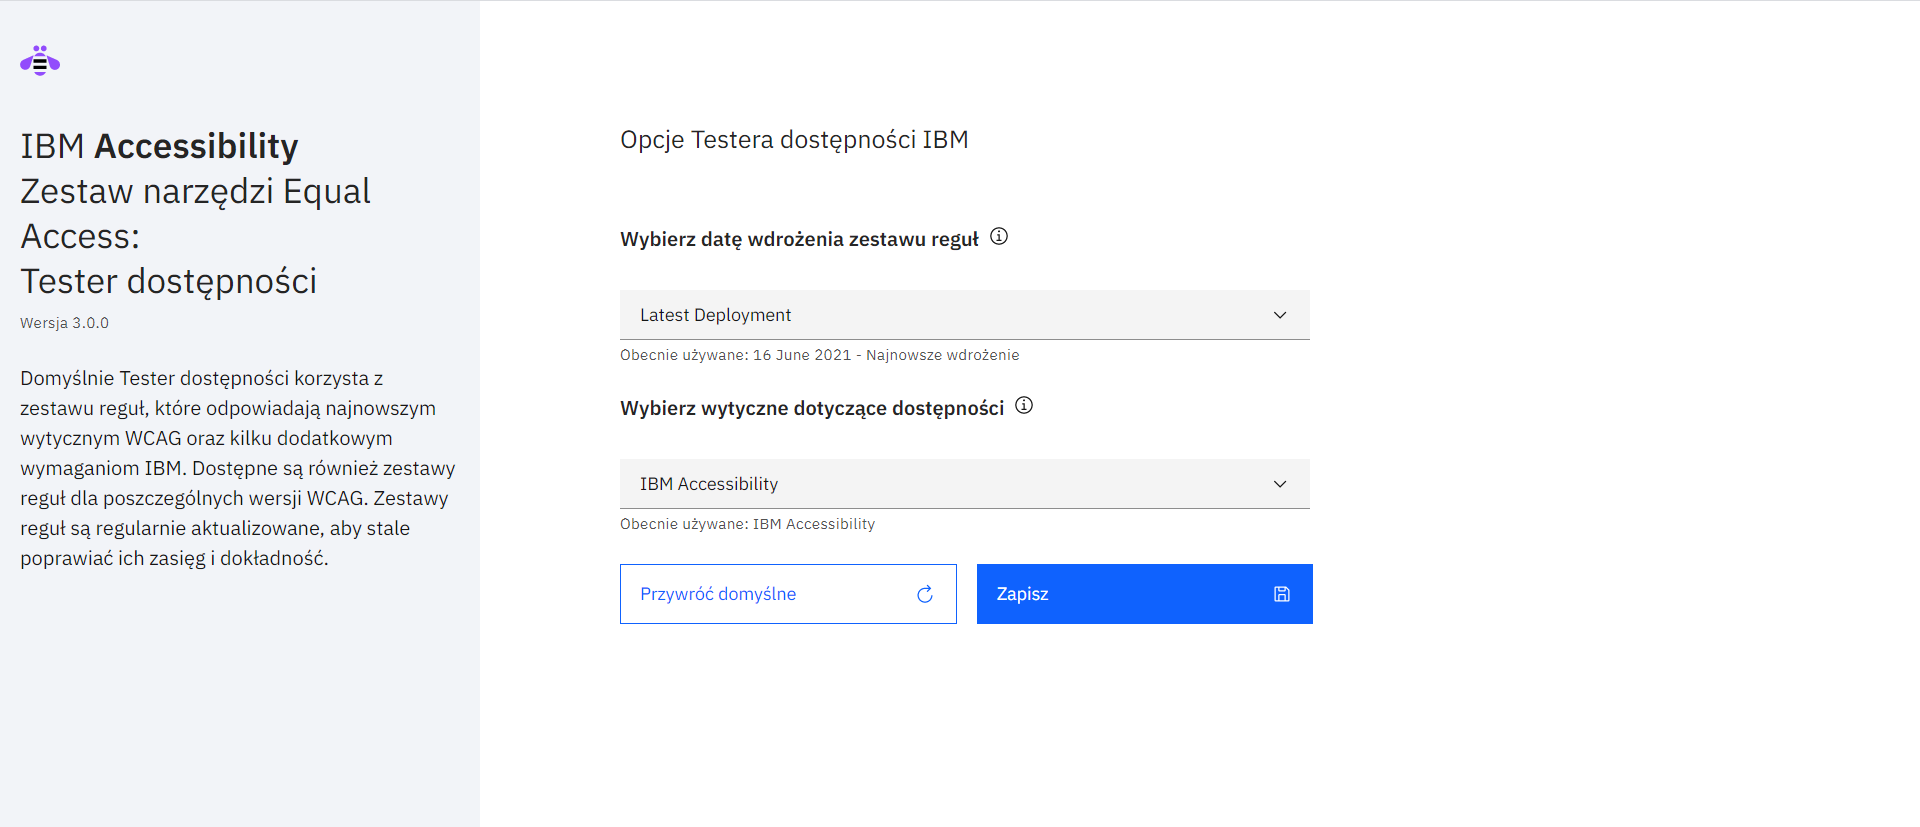 IBM Accessibility
Zestaw narzędzi Equal
Access:
Tester dostępności
Wersja 3.0.0
Domyślnie Tester dostępności korzysta z
zestawu reguł, które odpowiadają najnowszym
wytycznym WCAG oraz kilku dodatkowym
wymaganiom IBM. Dostępne są również zestawy
reguł dla poszczególnych wersji WCAG. Zestawy
reguł są regularnie aktualizowane, aby stale
poprawiać ich zasięg i dokładność.
Opcje Testera dostępności IBM
Wybierz datę wdrożenia zestawu reguł
Latest Deployment
Obecnie używane: 16 June 2021 - Najnowsze wdrożenie
Wybierz wytyczne dotyczące dostępności
IBM Accessibility
Obecnie używane: IBM Accessibility
Przywróć domyślne
Zapisz